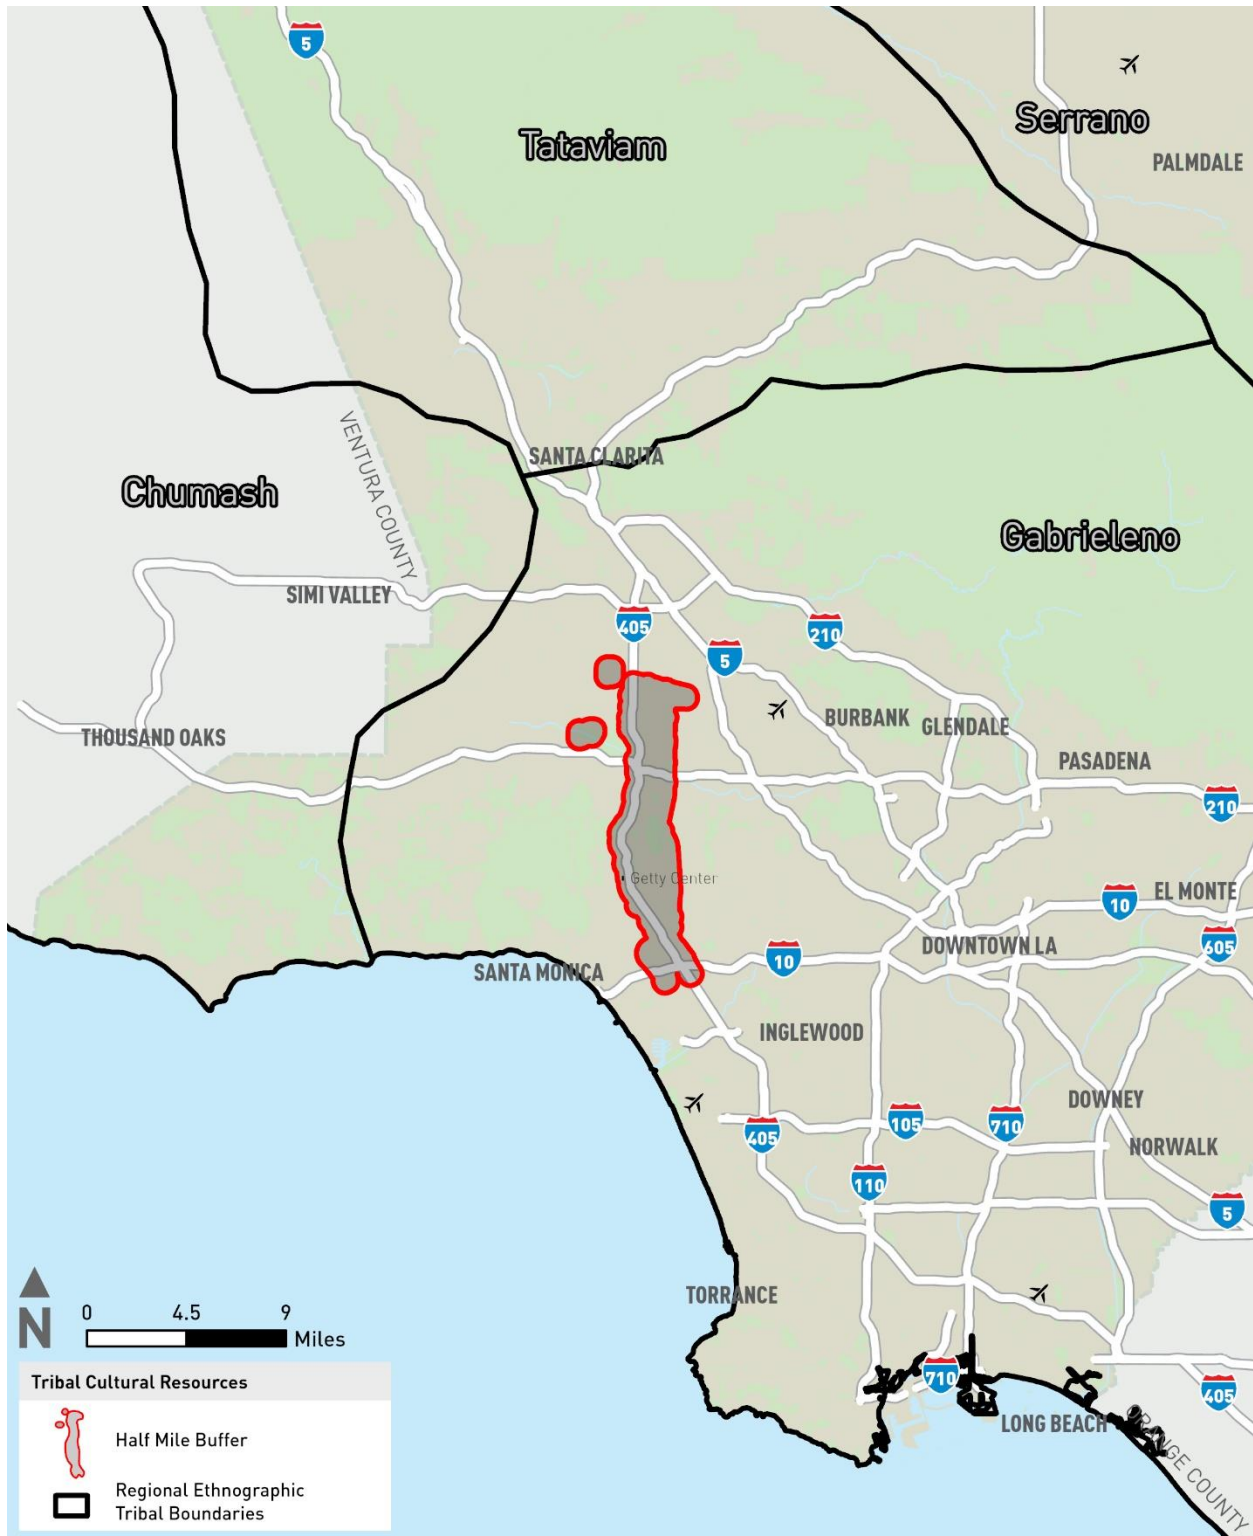 5
Tataviam
Serrano
PALMDALE
SANTA CLARITA
VENTURA COUNTY
Chumash
Gabrieleno
SIMI VALLEY
405
210
5
THOUSAND OAKS
BURBANK
GLENDALE
PASADENA
210
Getty Center
EL MONTE
10
605
DOWNTOWN LA
SANTA MONICA
10
INGLEWOOD
DOWNEY
405
105
710
NORWALK
110
5
TORRANCE
710
405
LONG BEACH
ORANGE COUNTY
N
0 4.5 9
Miles
Tribal Cultural Resources
Half Mile Buffer
Regional Ethnographic
Tribal Boundaries